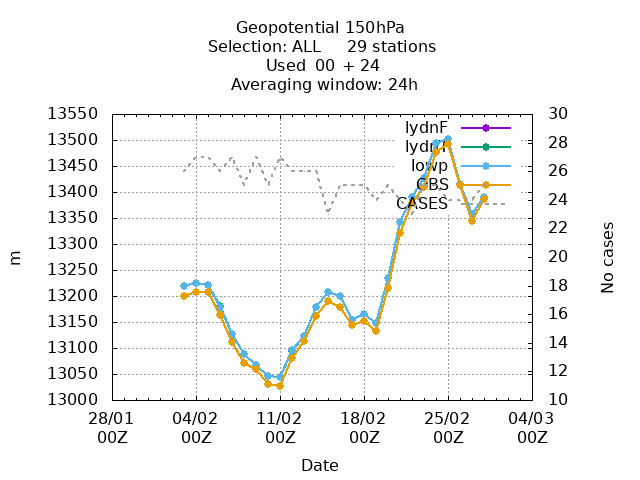 Geopotential 150hPa
Selection: ALL 29 stations
Used 00 + 24
Averaging window: 24h
13550
13500
13450
13400
13350
13300
13250
13200
13150
13100
13050
13000
m
30
28
26
24
22
20
18
16
14
12
10
No cases
lydnF
lowp
OBS
CASES
28/01 04/02 11/02 18/02 25/02 04/03
00Z 00Z 00Z 00Z 00Z 00Z
Date